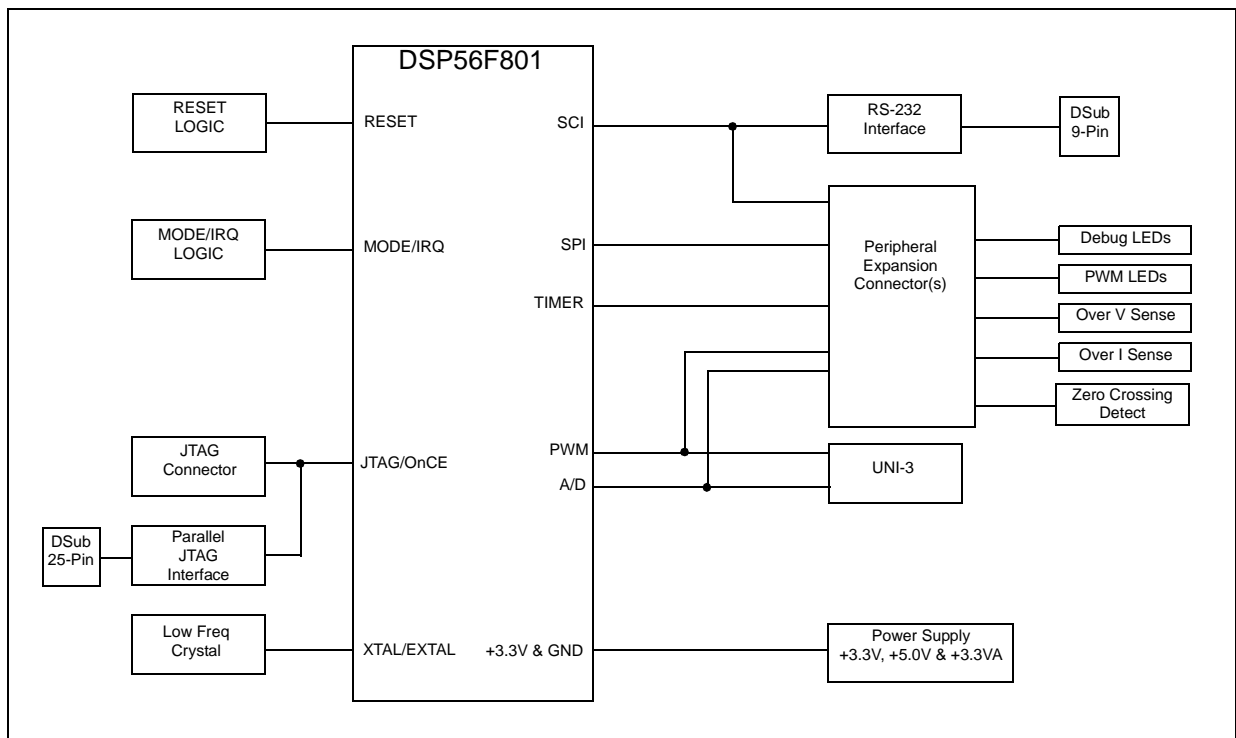 DSP56F801
RESET
LOGIC
RESET
SCI
RS-232
Interface
DSub
9-Pin
MODE/IRQ
LOGIC
MODE/IRQ
SPI
TIMER
Peripheral
Expansion
Connector(s)
Debug LEDs
PWM LEDs
Over V Sense
Over I Sense
Zero Crossing
Detect
JTAG
Connector
JTAG/OnCE
PWM
A/D
UNI-3
DSub
25-Pin
Parallel
JTAG
Interface
Low Freq
Crystal
XTAL/EXTAL
+3.3V & GND
Power Supply
+3.3V, +5.0V & +3.3VA